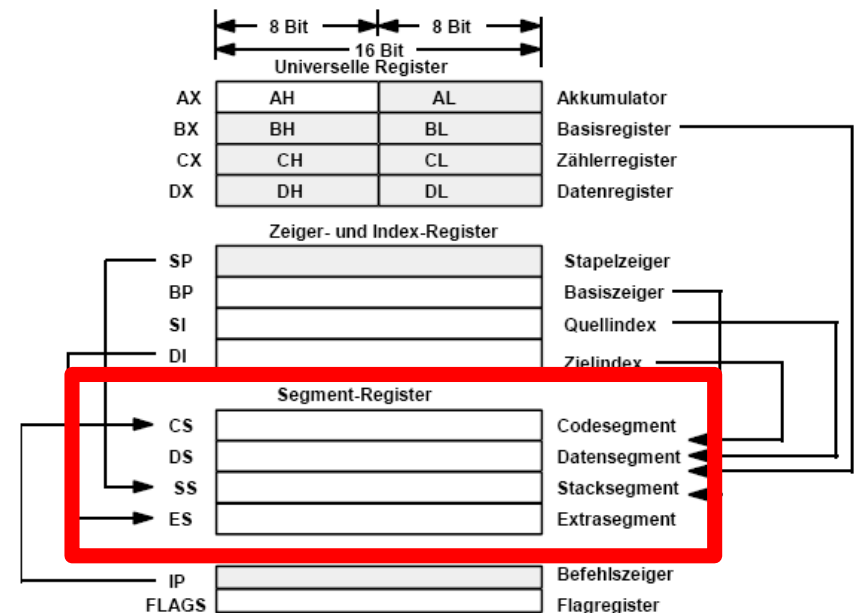 8 Bit 8 Bit
16 Bit
Universelle Register
AX AH AL Akkumulator
BX BH BL Basisregister
CX CH CL Zählerregister
DX DH DL Datenregister
Zeiger- und Index-Register
SP Stapelzeiger
BP Basiszeiger
SI Quellindex
DI Zielindex
Segment-Register
CS Codesegment
DS Datensegment
SS Stacksegment
ES Extrasegment
IP Befehlszeiger
FLAGS Flagregister